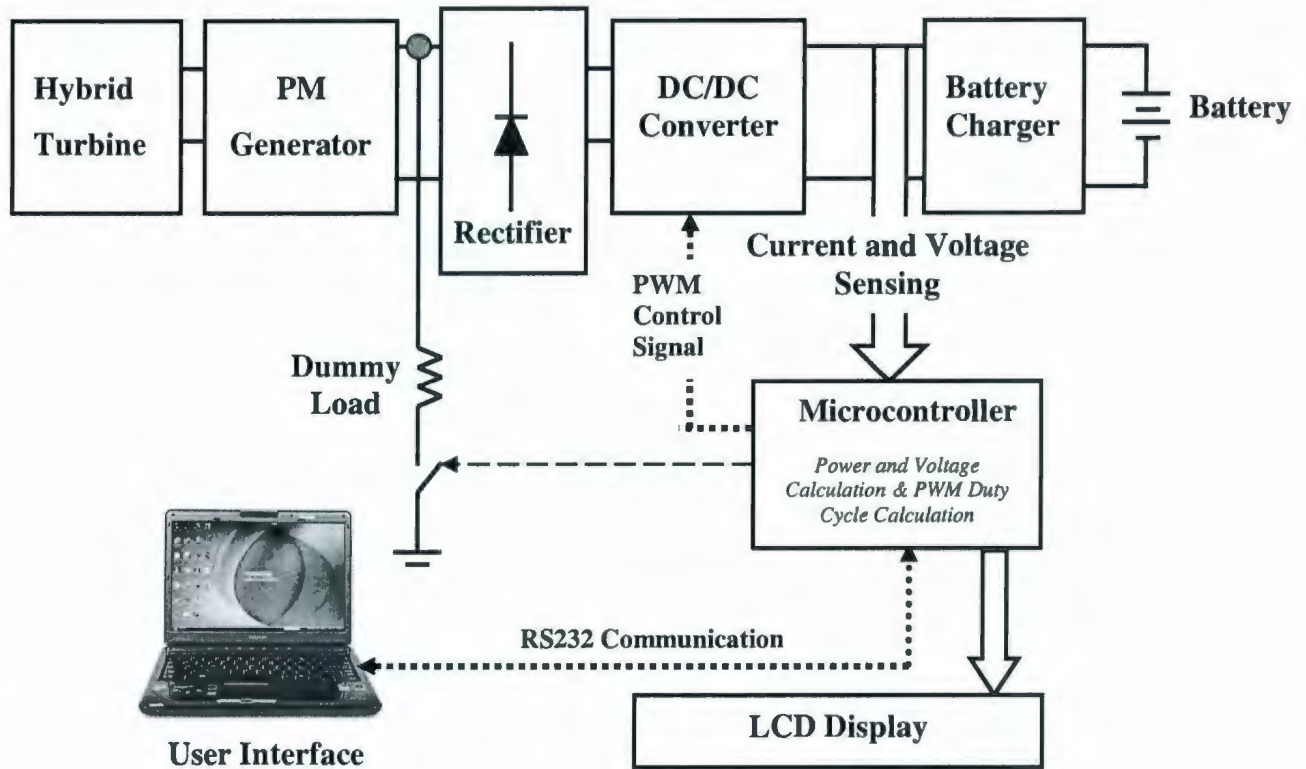 Hybrid
Turbine
PM
Generator
Rectifier
DC/DC
Converter
Battery
Charger
Battery
Current and Voltage
Sensing
PWM
Control
Signal
Dummy
Load
Microcontroller
Power and Voltage
Calculation & PWM Duty
Cycle Calculation
RS232 Communication
LCD Display
User Interface